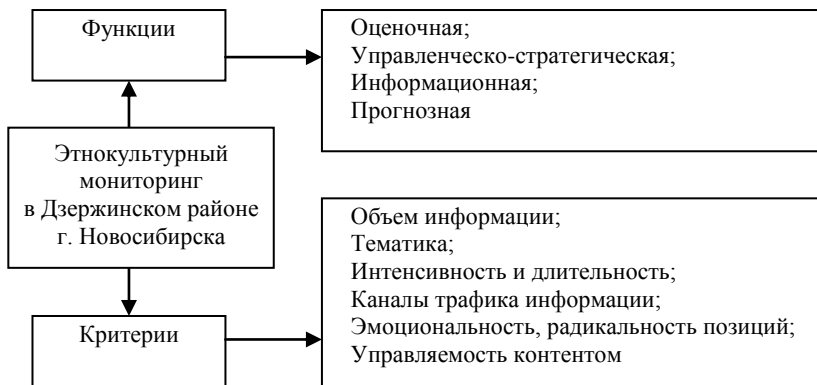 Функции
Оценочная;
Управленческо-стратегическая;
Информационная;
Прогнозная
Этнокультурный
мониторинг
в Дзержинском районе
г. Новосибирска
Объем информации;
Тематика;
Интенсивность и длительность;
Каналы трафика информации;
Эмоциональность, радикальность позиций;
Управляемость контентом
Критерии